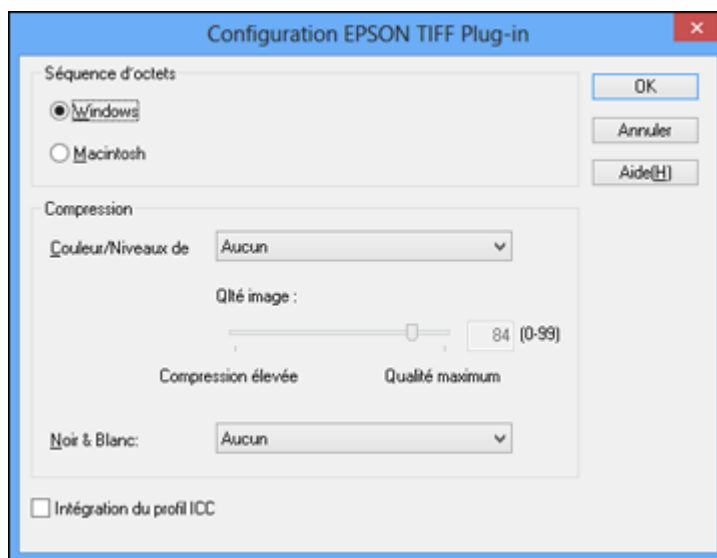 Configuration EPSON TIFF Plug-in
Séquence d'octets
Windows
Macintosh
OK
Annuler
Aide(H)
Compression
Couleur/Niveaux de
Aucun
Qlté image :
84 (0-99)
Compression élevée
Qualité maximum
Noir & Blanc:
Aucun
Intégration du profil ICC